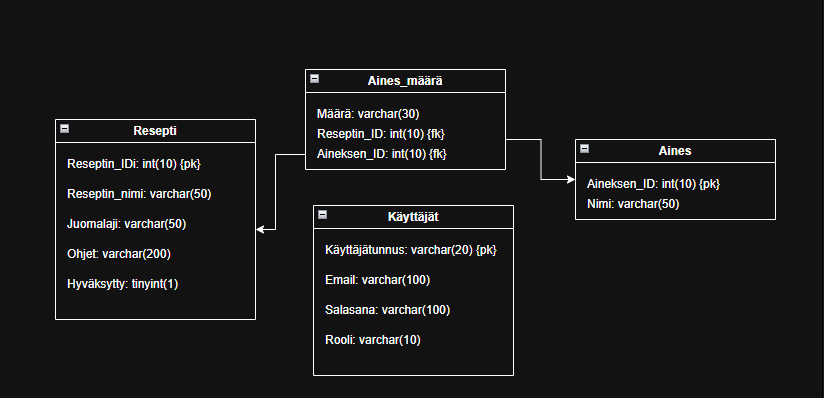 Aines_määrä
Määrä: varchar(30)
Reseptin_ID: int(10) {fk}
Aineksen_ID: int(10) {fk}
Resepti
Reseptin_IDi: int(10) {pk}
Reseptin_nimi: varchar(50)
Juomalaji: varchar(50)
Ohjet: varchar(200)
Hyväksytty: tinyint(1)
Aines
Aineksen_ID: int(10) {pk}
Nimi: varchar(50)
Käyttäjät
Käyttäjätunnus: varchar(20) {pk}
Email: varchar(100)
Salasana: varchar(100)
Rooli: varchar(10)